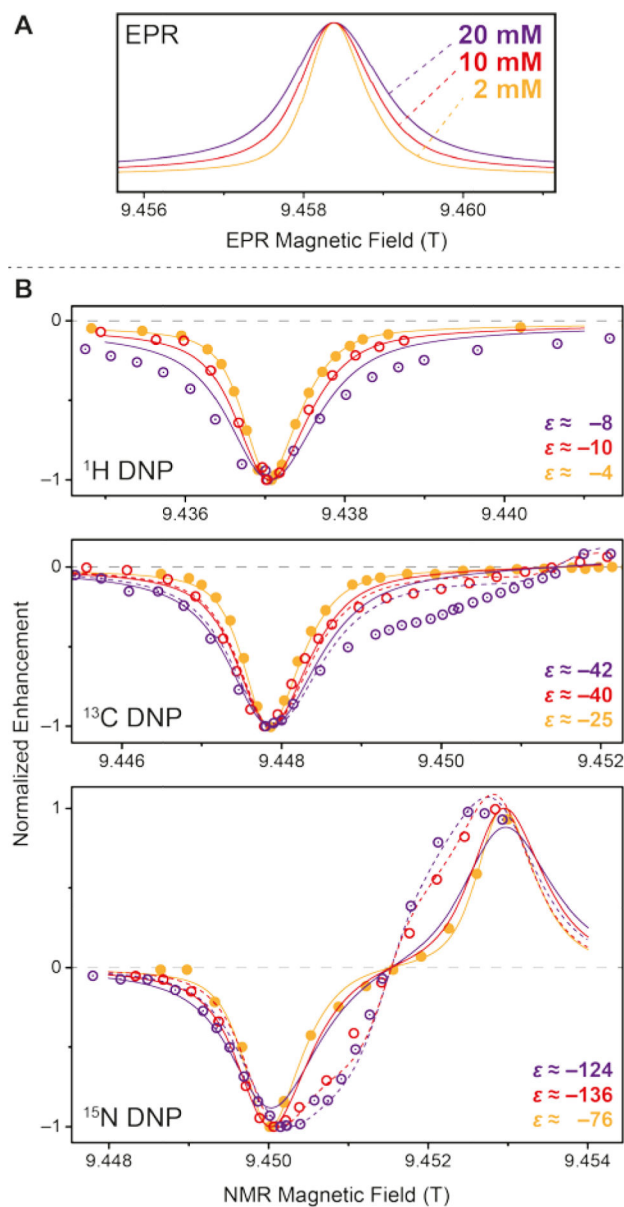 A
EPR
20 mM
10 mM
2 mM
9.456
9.458
9.460
EPR Magnetic Field (T)
B
Normalized Enhancement
0
−1
¹H DNP
ε ≈ −8
ε ≈ −10
ε ≈ −4
9.436
9.438
9.440
0
−1
¹³C DNP
ε ≈ −42
ε ≈ −40
ε ≈ −25
9.446
9.448
9.450
9.452
1
0
−1
¹⁵N DNP
ε ≈ −124
ε ≈ −136
ε ≈ −76
9.448
9.450
9.452
9.454
NMR Magnetic Field (T)